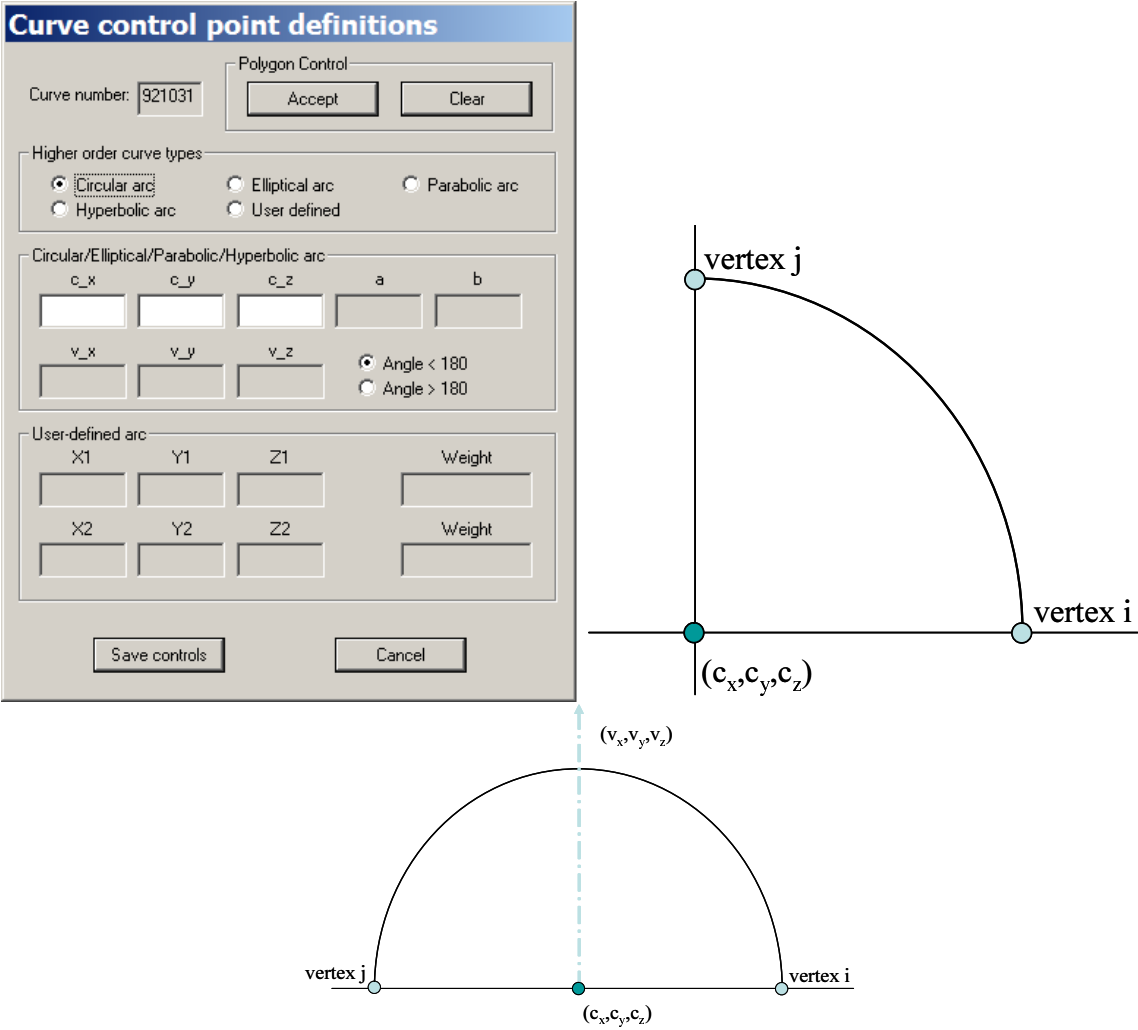 Curve control point definitions
Polygon Control
Curve number: 921031 Accept Clear
Higher order curve types
Circular arc Elliptical arc Parabolic arc
Hyperbolic arc User defined
Circular/Elliptical/Parabolic/Hyperbolic arc
c_x c_y c_z a b
v_x v_y v_z
Angle < 180
Angle > 180
User-defined arc
X1 Y1 Z1 Weight
X2 Y2 Z2 Weight
Save controls Cancel
vertex j
vertex i
(cx,cy,cz)
(vx,vy,vz)
vertex j
vertex i
(cx,cy,cz)